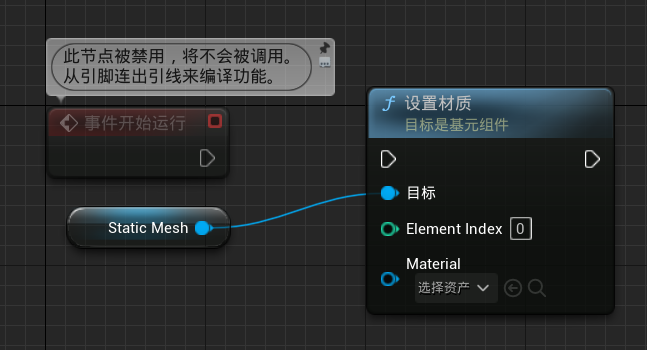 此节点被禁用，将不会被调用。
从引脚连出引线来编译功能。
事件开始运行
f 设置材质
目标是基元组件
目标
Static Mesh
Element Index 0
Material
选择资产